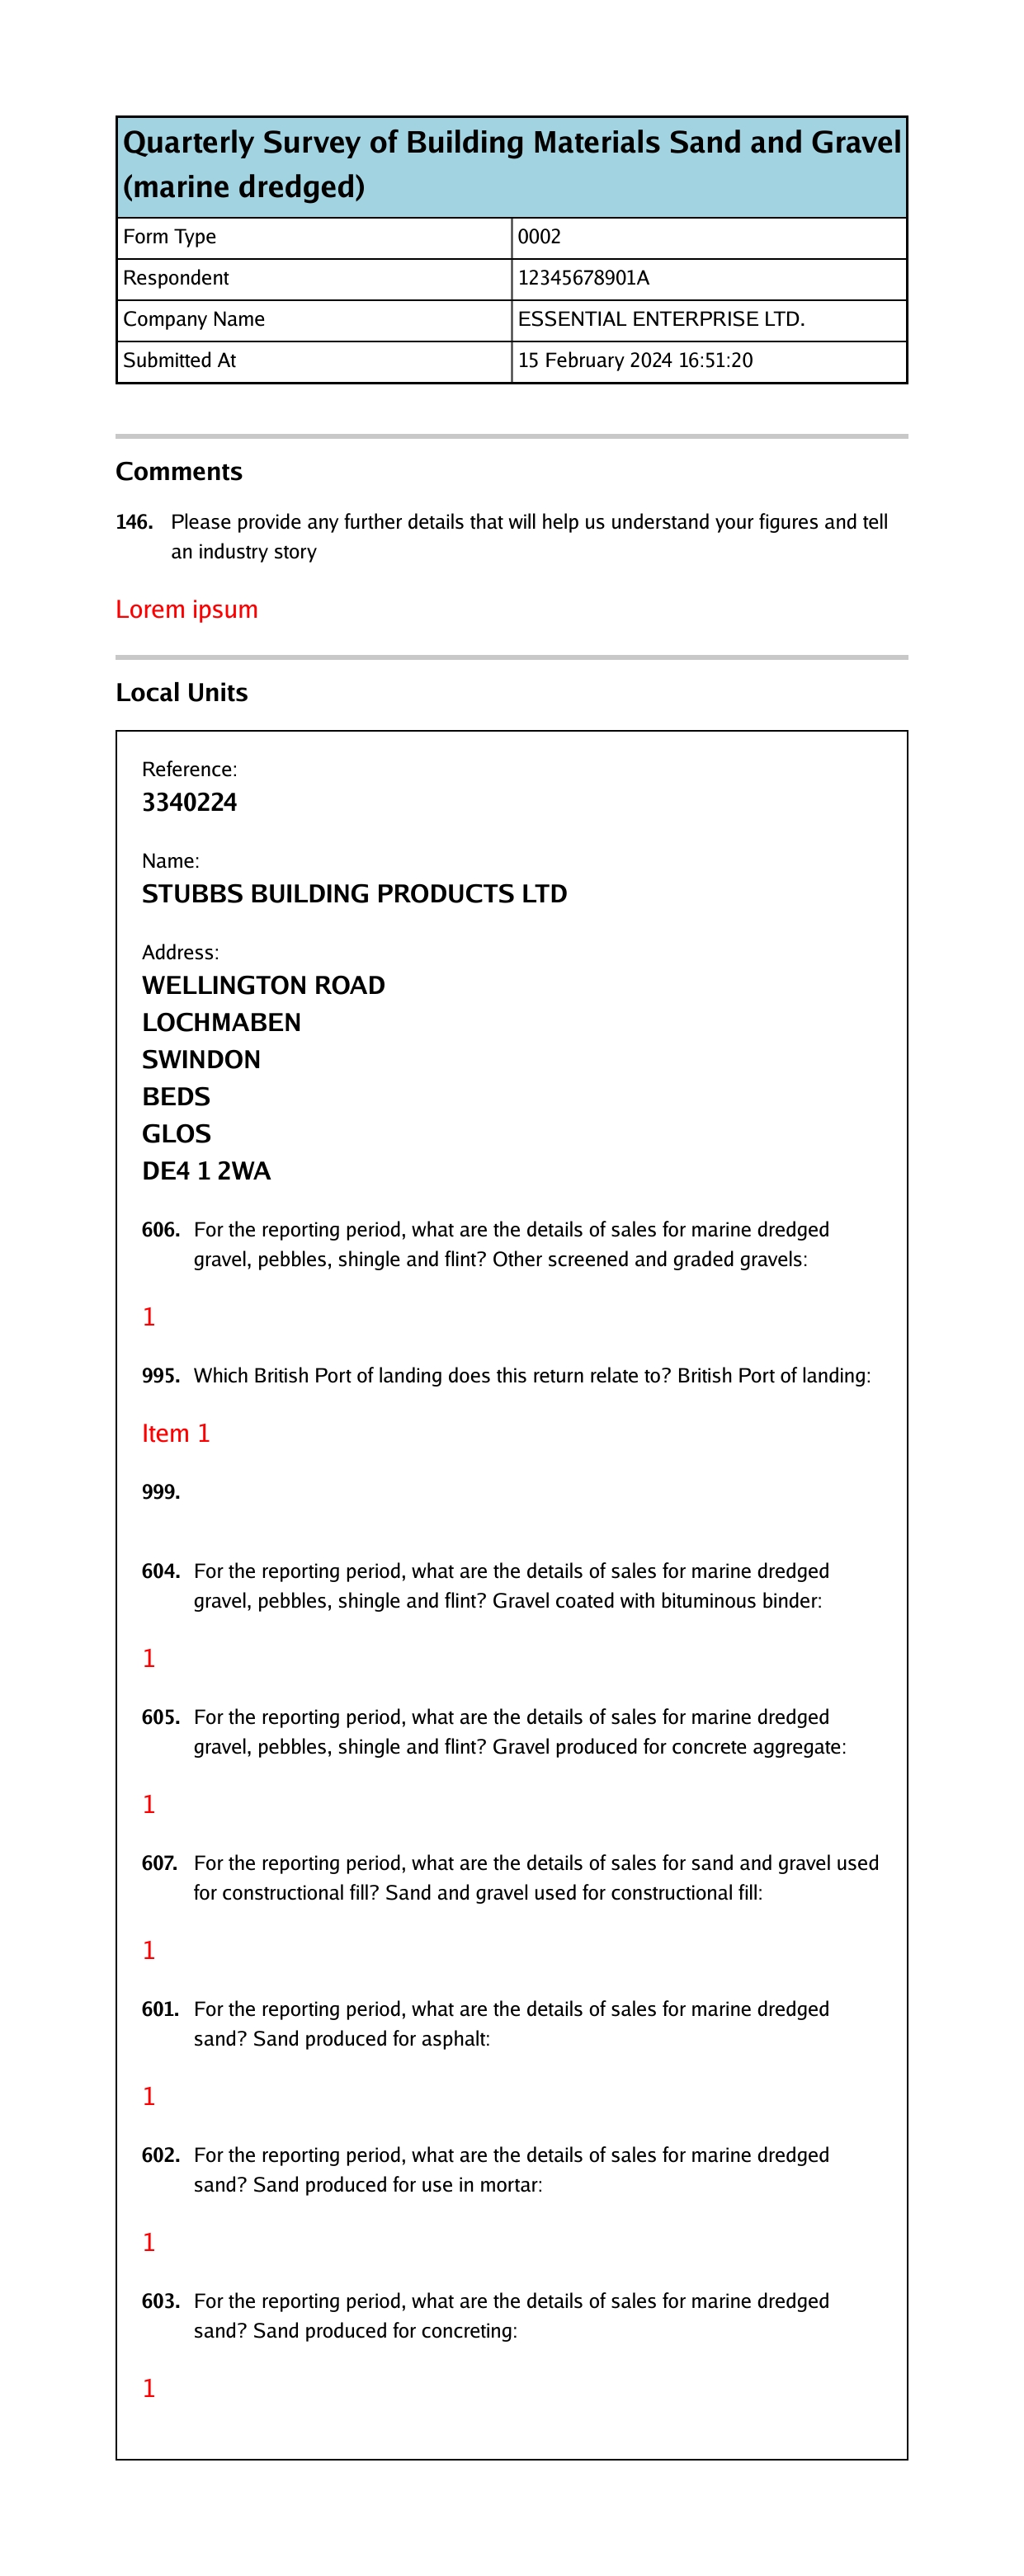 Quarterly Survey of Building Materials Sand and Gravel
(marine dredged)
Form Type 0002
Respondent 12345678901A
Company Name ESSENTIAL ENTERPRISE LTD.
Submitted At 15 February 2024 16:51:20
Comments
146. Please provide any further details that will help us understand your figures and tell
an industry story
Lorem ipsum
Local Units
Reference:
3340224
Name:
STUBBS BUILDING PRODUCTS LTD
Address:
WELLINGTON ROAD
LOCHMABEN
SWINDON
BEDS
GLOS
DE4 1 2WA
606. For the reporting period, what are the details of sales for marine dredged
gravel, pebbles, shingle and flint? Other screened and graded gravels:
1
995. Which British Port of landing does this return relate to? British Port of landing:
Item 1
999.
604. For the reporting period, what are the details of sales for marine dredged
gravel, pebbles, shingle and flint? Gravel coated with bituminous binder:
1
605. For the reporting period, what are the details of sales for marine dredged
gravel, pebbles, shingle and flint? Gravel produced for concrete aggregate:
1
607. For the reporting period, what are the details of sales for sand and gravel used
for constructional fill? Sand and gravel used for constructional fill:
1
601. For the reporting period, what are the details of sales for marine dredged
sand? Sand produced for asphalt:
1
602. For the reporting period, what are the details of sales for marine dredged
sand? Sand produced for use in mortar:
1
603. For the reporting period, what are the details of sales for marine dredged
sand? Sand produced for concreting:
1